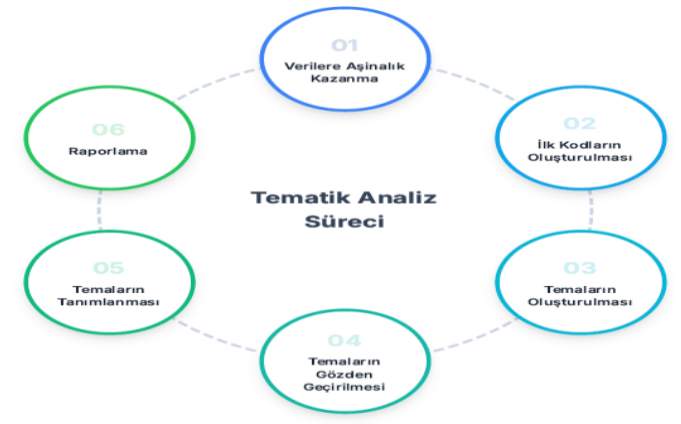 01
Verilere Aşinalık
Kazanma
02
İlk Kodların
Oluşturulması
03
Temaların
Oluşturulması
04
Temaların
Gözden
Geçirilmesi
05
Temaların
Tanımlanması
06
Raporlama
Tematik Analiz
Süreci